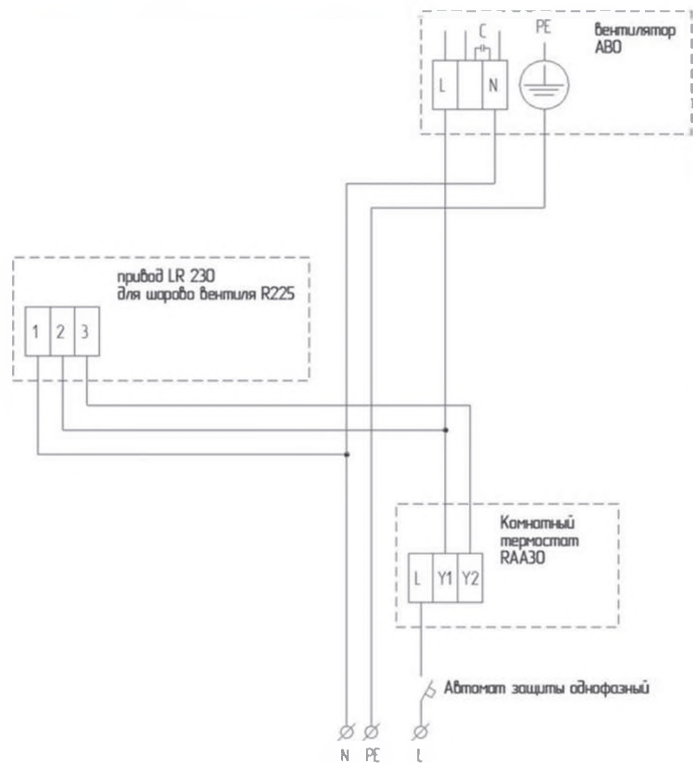 C
PE
вентилятор
АВО
L N
привод LR 230
для шарово вентиля R225
1 2 3
Комнатный
термостат
RAA30
L Y1 Y2
Автомат защиты однофазный
N PE L